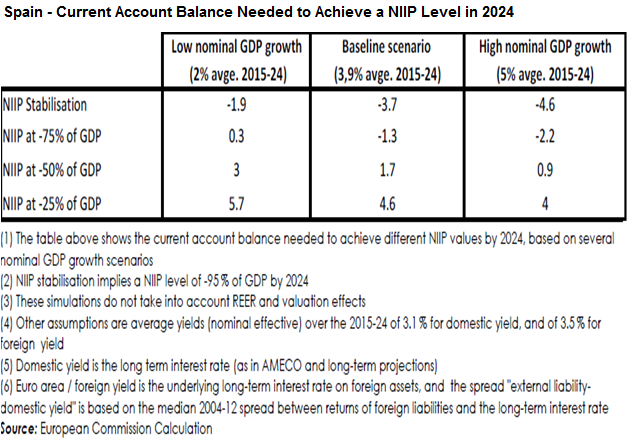 Spain - Current Account Balance Needed to Achieve a NIIP Level in 2024
Low nominal GDP growth Baseline scenario High nominal GDP growth
(2% avge. 2015-24) (3,9% avge. 2015-24) (5% avge. 2015-24)
NIIP Stabilisation -1.9 -3.7 -4.6
NIIP at -75% of GDP 0.3 -1.3 -2.2
NIIP at -50% of GDP 3 1.7 0.9
NIIP at -25% of GDP 5.7 4.6 4
(1) The table above shows the current account balance needed to achieve different NIIP values by 2024, based on several
nominal GDP growth scenarios
(2) NIIP stabilisation implies a NIIP level of -95% of GDP by 2024
(3) These simulations do not take into account REER and valuation effects
(4) Other assumptions are average yields (nominal effective) over the 2015-24 of 3.1% for domestic yield, and of 3.5% for
foreign yield
(5) Domestic yield is the long term interest rate (as in AMECO and long-term projections)
(6) Euro area / foreign yield is the underlying long-term interest rate on foreign assets, and the spread "external liability-
domestic yield" is based on the median 2004-12 spread between returns of foreign liabilities and the long-term interest rate
Source: European Commission Calculation